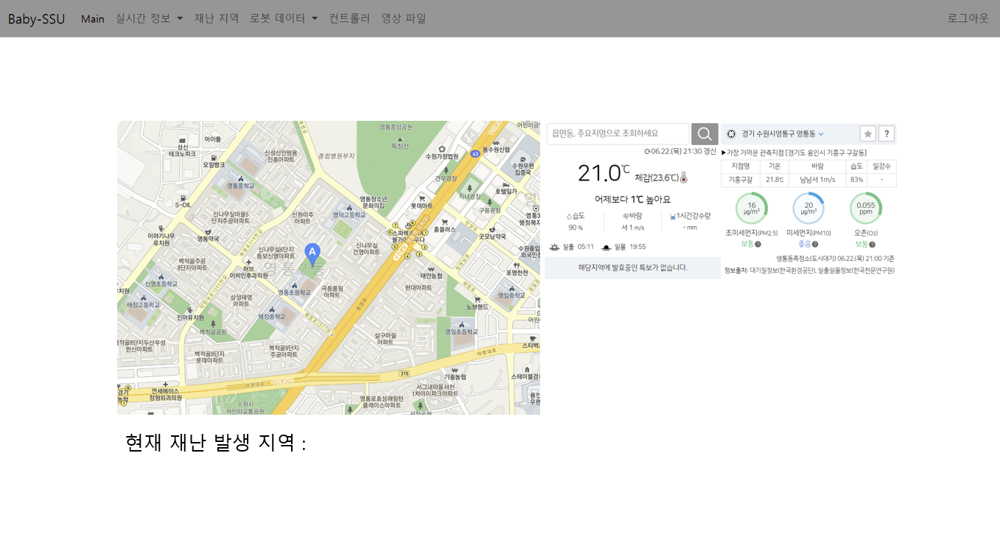 Baby-SSU Main 실시간 정보 재난 지역 로봇 데이터 컨트롤러 영상 파일 로그아웃
영통중앙공원
독침산
어린이공원
아이풀
성신
테크노파크
오일뱅크
신성신안쌍용
진흥아파트
종합병원부지
수원가정법원
43
동수원신협
수원우편
집중국
건우광장
영통중학교
호텔일가
덕녀광장
S-OIL
영통청소년
문화의집
롯데마트
구름광장
수원영통
행정복지
신나무실마을5
단지주공아파트
신원미주
아파트
영덕고등학교
홈플러스
이화기나무
유치원
영통약국
굿모닝약국
신나무실6단지
동보신명아파트
신나무실
건영아파트
A
벽적골주공
8단지아파트
허브
이비인후과의원
태안농협
포명천천
신영초등학교
영통초등학교
극동풍림
아파트
현대아파트
영일중학교
태장고등학교
삼성태영
아파트
노브랜드
진아유치원
태장중학교
벽적골공원
영일초등학교
벽적골8단지두산우성
한신아파트
벽적골9단지
주공아파트
살구마을
아파트
스타벅스
벽적골9단지
롯데아파트
덕영대로
315
기흥농협
스테이블경희
경기
농협
연세에이스
정형외과의원
서그내마을서천
1차아이파크아파트
수원시
어린이교통공원
영통로효성해링턴
플레이스아파트
서천공원
읍면동, 주요지명으로 조회하세요
06.22.(목) 21:30 갱신
21.0℃ 체감(23.6℃)
어제보다 1℃ 높아요
습도 바람 1시간강수량
90 % 서 1 m/s - mm
일출 05:11 일몰 19:55
해당지역에 발효중인 특보가 없습니다.
경기 수원시영통구 영통동 ?
▶가장 가까운 관측지점 [경기도 용인시 기흥구 구갈동]
지점명 기온 바람 습도 일강수
기흥구갈 21.8℃ 남남서 1m/s 83% -
16 20 0.055
μg/m³ μg/m³ ppm
초미세먼지(PM2.5) 미세먼지(PM10) 오존(O3)
보통 좋음 보통
영통동측정소(도시대기) 06.22.(목) 21:00 기준
정보출처: 대기질정보(한국환경공단), 일출일몰정보(한국천문연구원)
현재 재난 발생 지역 :